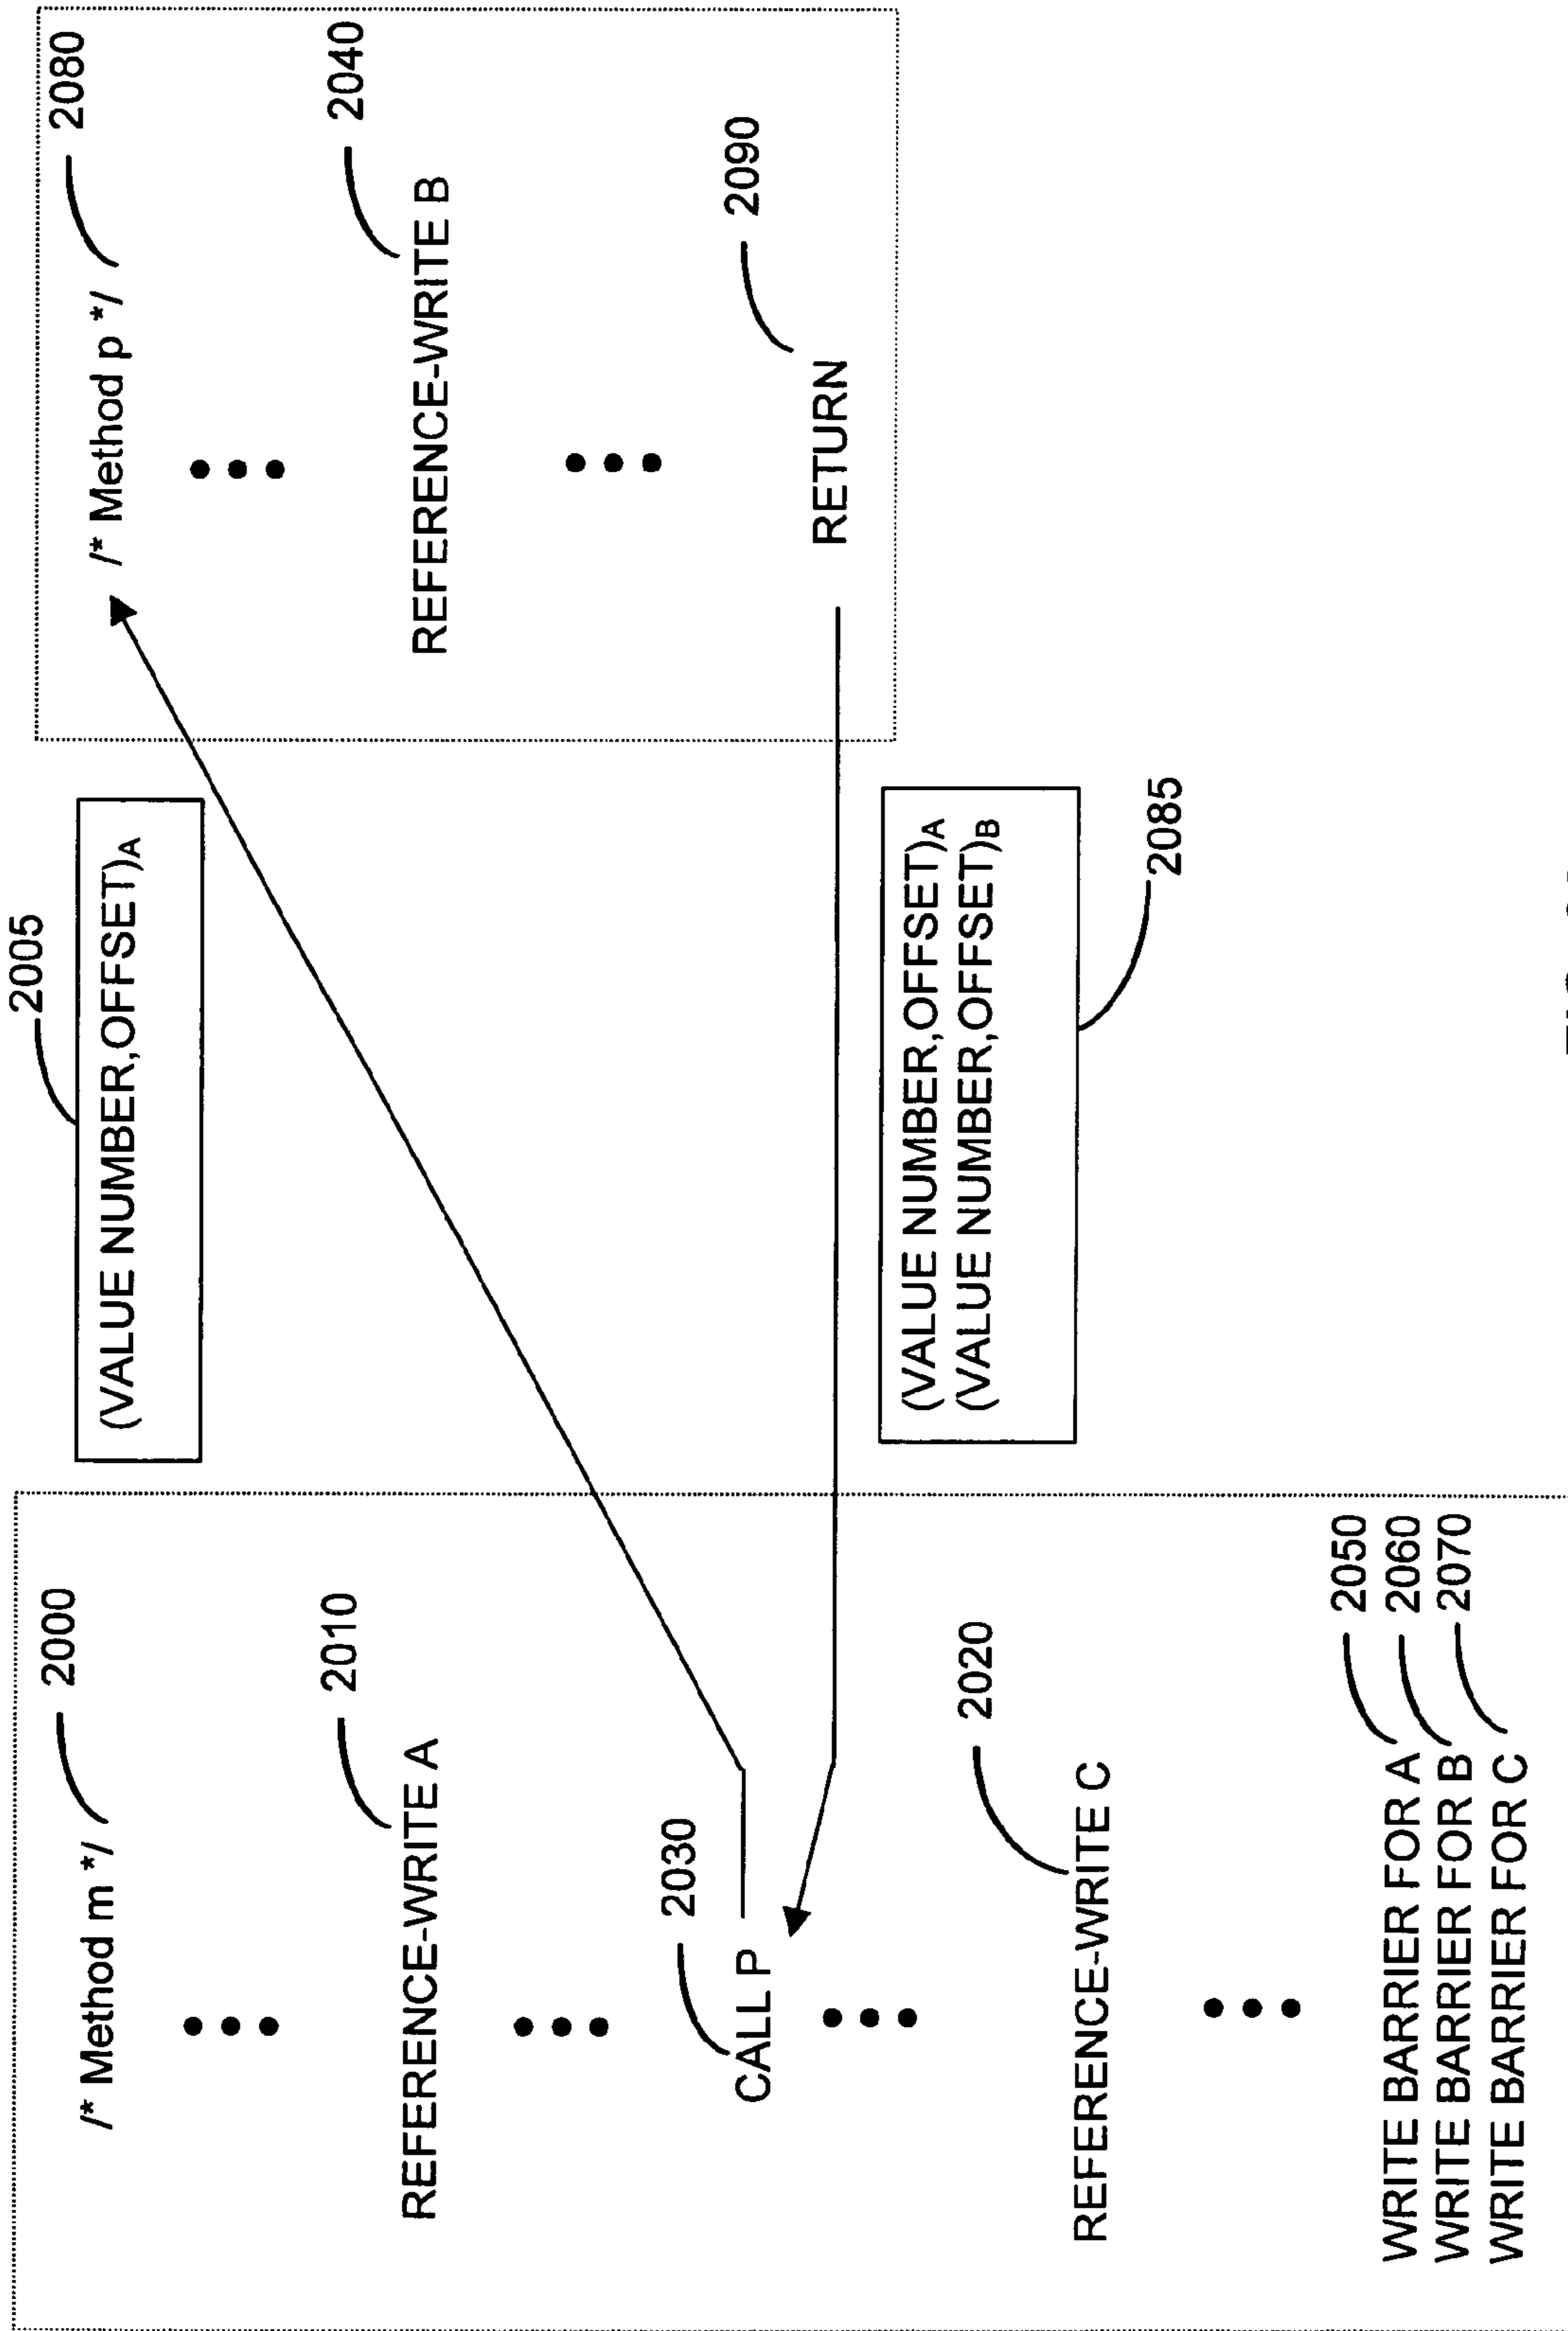 /* Method m */ 2000
REFERENCE-WRITE A 2010
2030
CALL P
REFERENCE-WRITE C 2020
WRITE BARRIER FOR A 2050
WRITE BARRIER FOR B 2060
WRITE BARRIER FOR C 2070
2005
(VALUE NUMBER,OFFSET)A
(VALUE NUMBER,OFFSET)A
(VALUE NUMBER,OFFSET)B
2085
/* Method p */ 2080
REFERENCE-WRITE B 2040
RETURN 2090